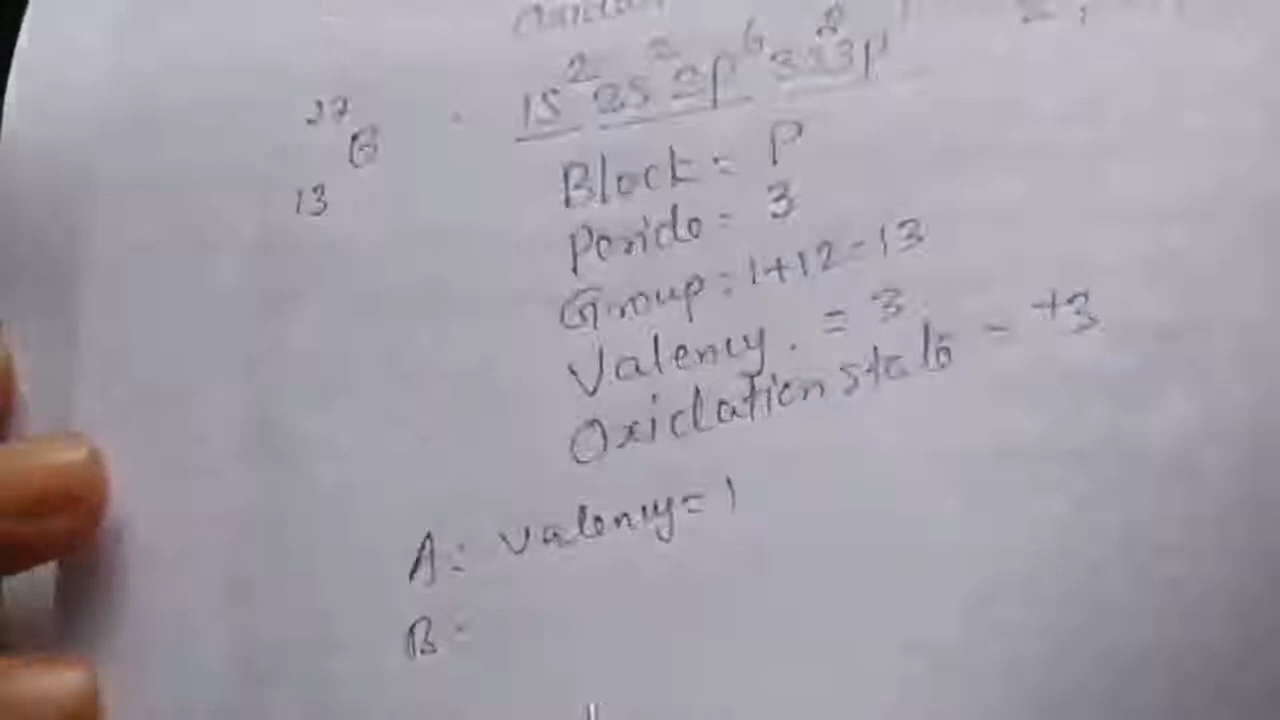 27
B
13
1s² 2s² 2p⁶ 3s² 3p¹
Block = P
Perido = 3
Group = 1+12 = 13
Valency. = 3
Oxidation state = +3
A = valency = 1
B =